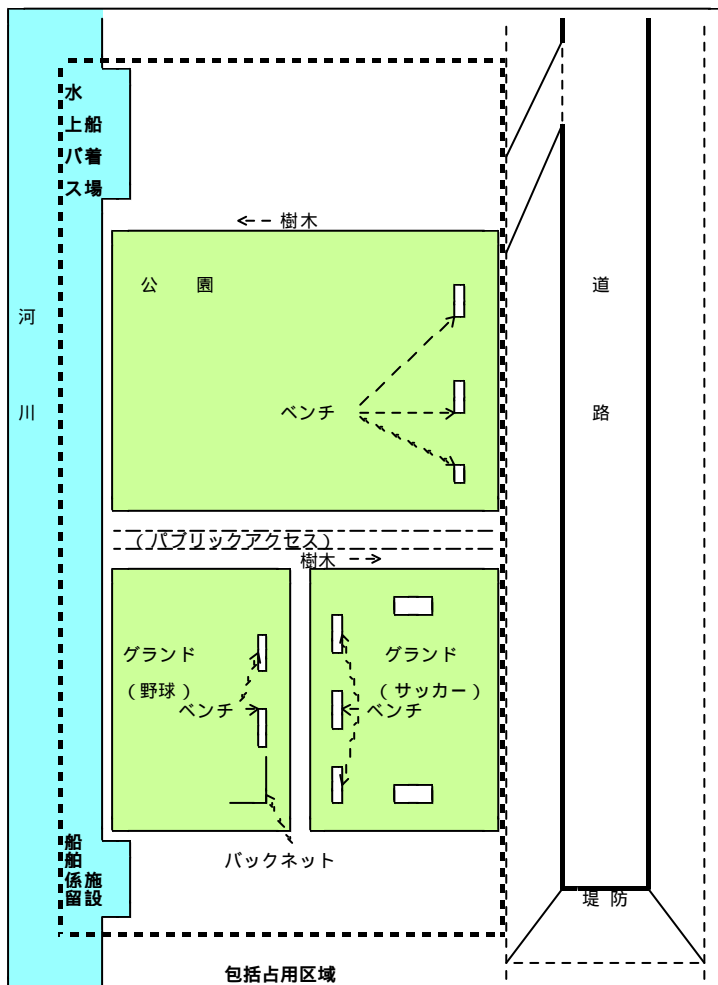 水上バス
船着場
樹木
公園
河川
道路
ベンチ
（パブリックアクセス）
樹木
グランド
（野球）
ベンチ
グランド
（サッカー）
ベンチ
バックネット
船舶係留
施設
堤防
包括占用区域